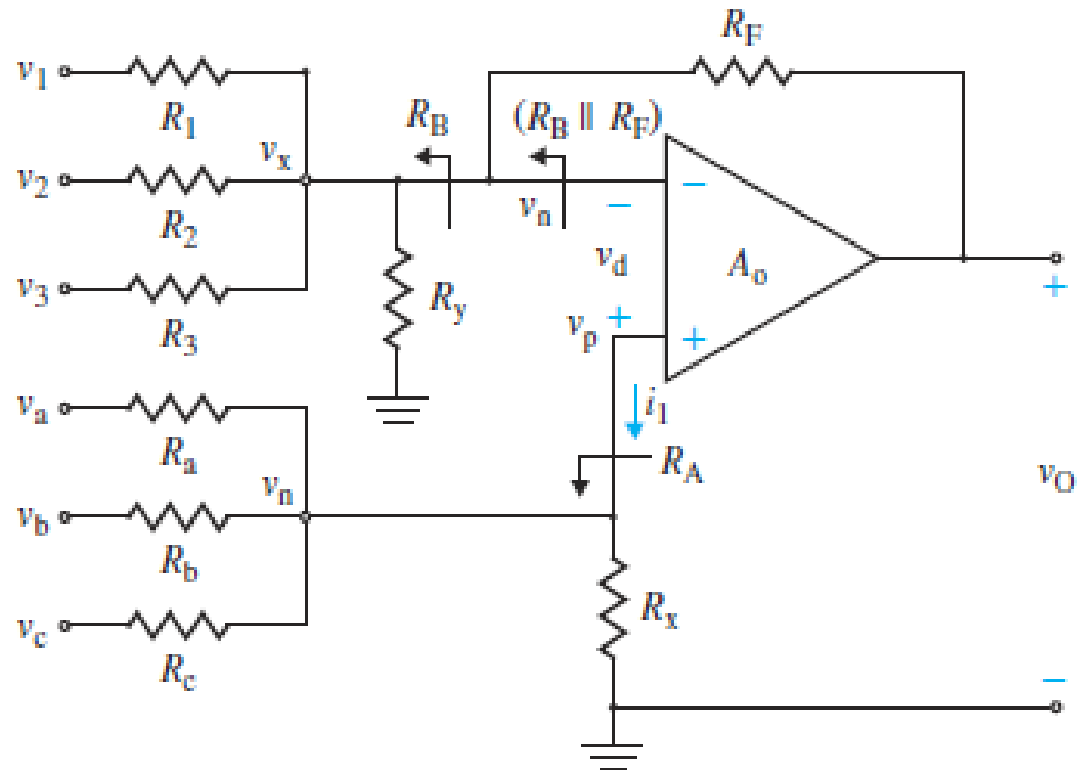 R_F
v_1
R_1
R_B
(R_B || R_F)
v_x
v_2
R_2
v_n
−
−
v_d
A_o
v_3
R_3
R_y
+
v_p
+
+
v_a
R_a
i_1
R_A
v_n
v_O
v_b
R_b
R_x
v_c
R_c
−